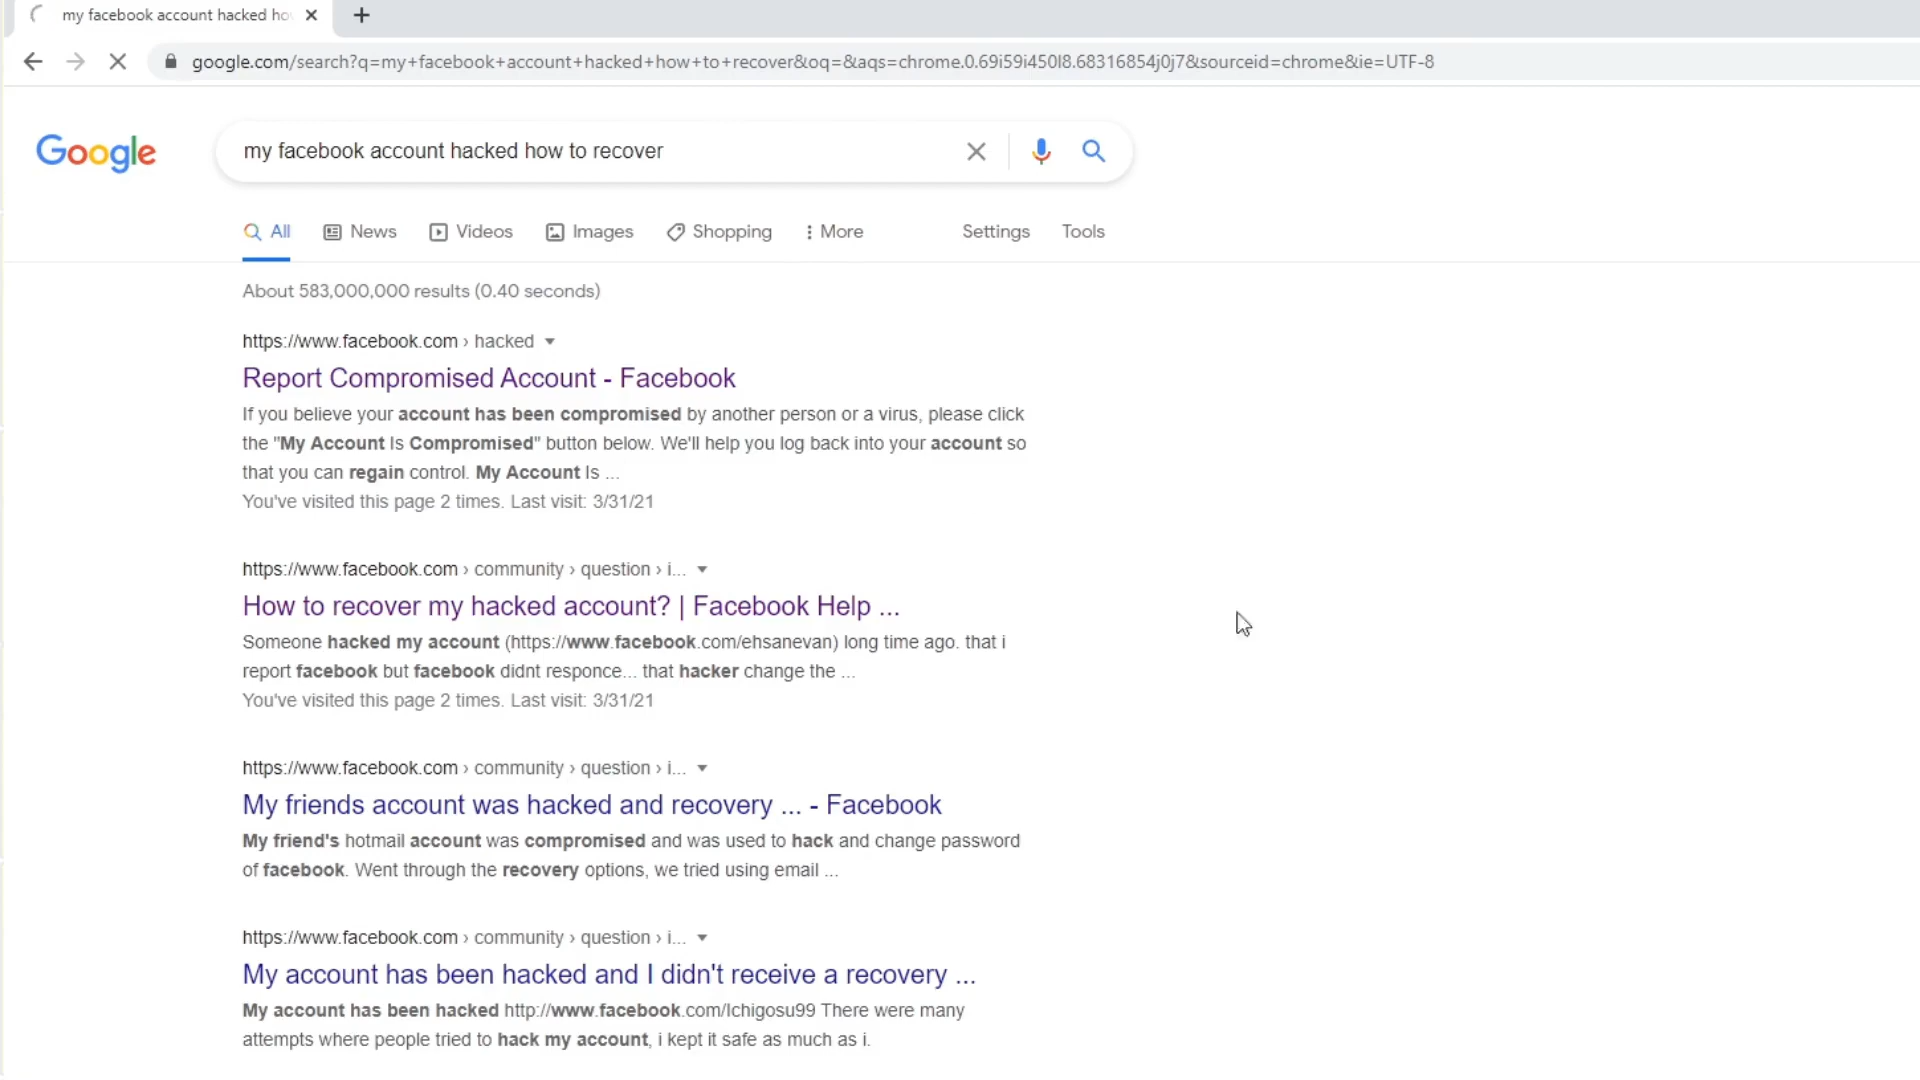 my facebook account hacked ho
google.com/search?q=my+facebook+account+hacked+how+to+recover&oq=&aqs=chrome.0.69i59i450l8.68316854j0j7&sourceid=chrome&ie=UTF-8
Google
my facebook account hacked how to recover
All News Videos Images Shopping More Settings Tools
About 583,000,000 results (0.40 seconds)
https://www.facebook.com › hacked
Report Compromised Account - Facebook
If you believe your account has been compromised by another person or a virus, please click
the "My Account Is Compromised" button below. We'll help you log back into your account so
that you can regain control. My Account Is ...
You've visited this page 2 times. Last visit: 3/31/21
https://www.facebook.com › community › question › i...
How to recover my hacked account? | Facebook Help ...
Someone hacked my account (https://www.facebook.com/ehsanevan) long time ago. that i
report facebook but facebook didnt responce... that hacker change the ...
You've visited this page 2 times. Last visit: 3/31/21
https://www.facebook.com › community › question › i...
My friends account was hacked and recovery ... - Facebook
My friend's hotmail account was compromised and was used to hack and change password
of facebook. Went through the recovery options, we tried using email ...
https://www.facebook.com › community › question › i...
My account has been hacked and I didn't receive a recovery ...
My account has been hacked http://www.facebook.com/Ichigosu99 There were many
attempts where people tried to hack my account, i kept it safe as much as i.